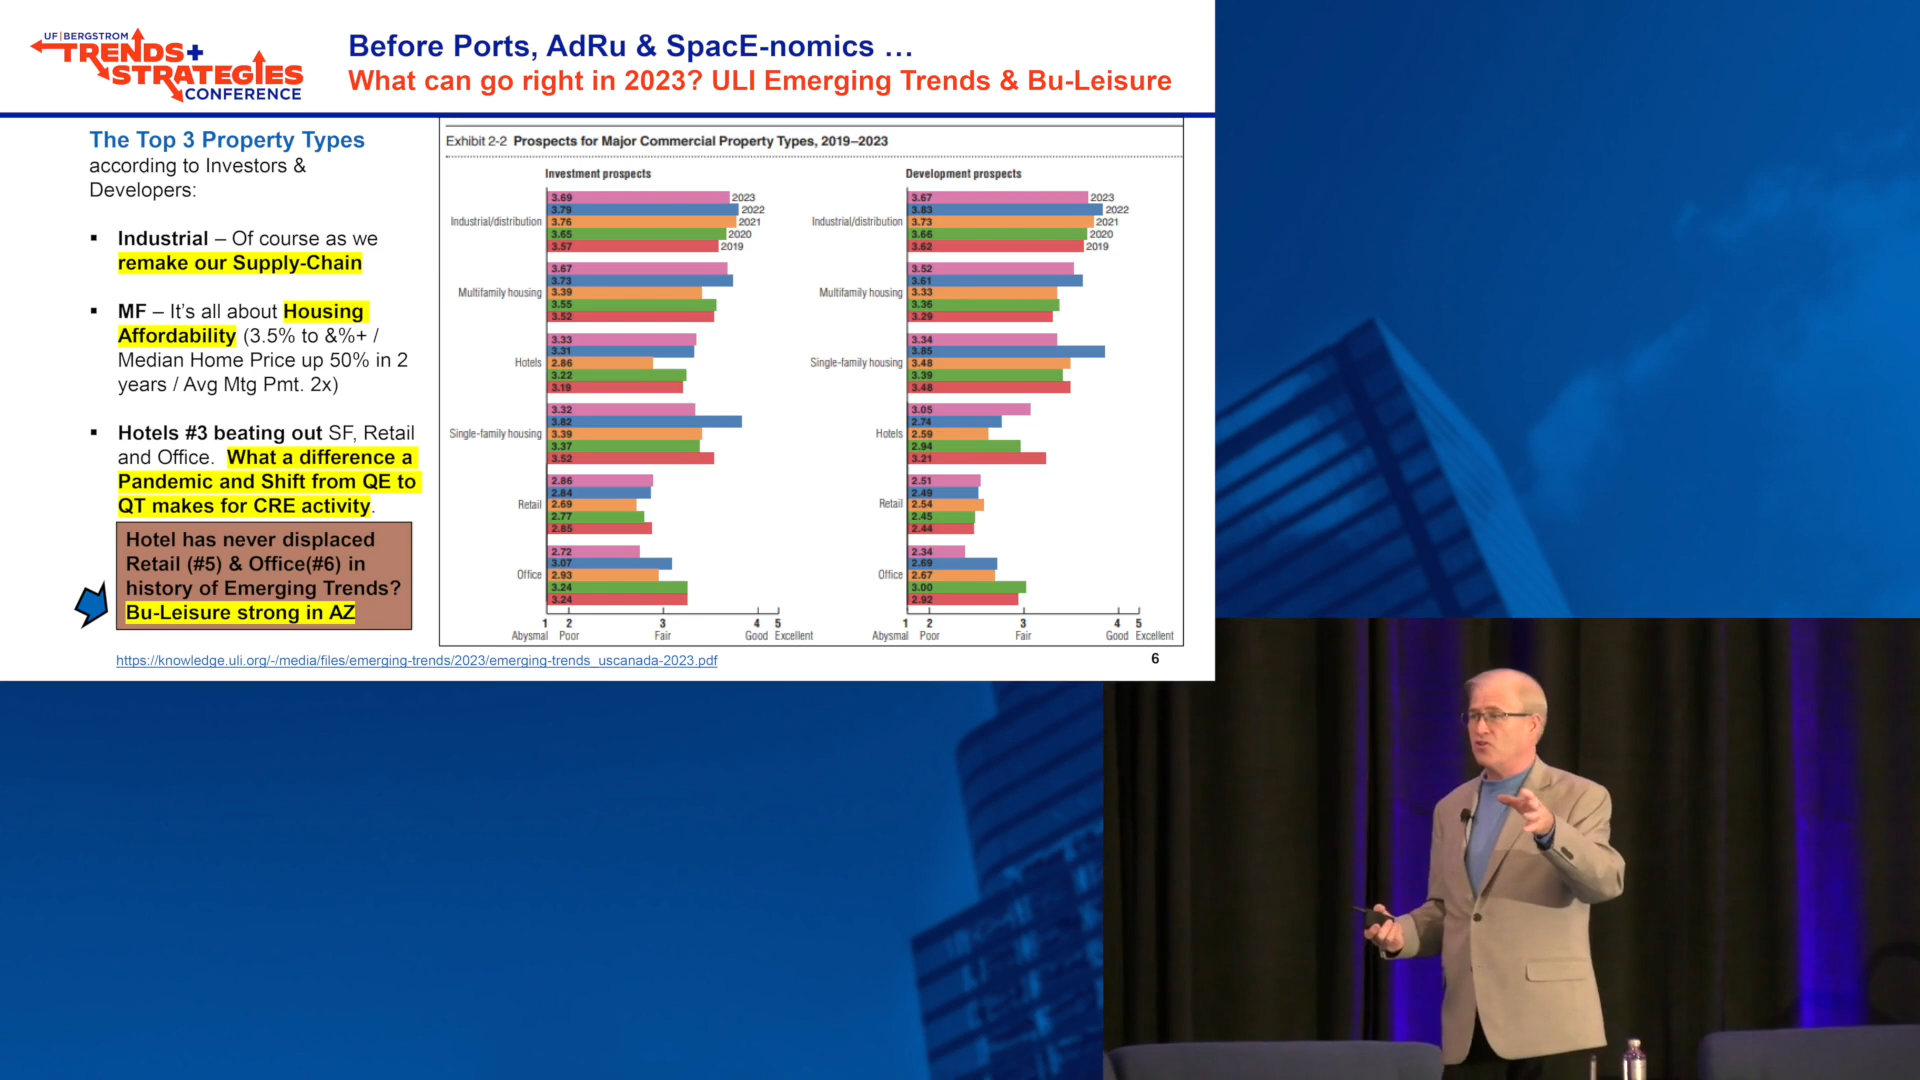 UF|BERGSTROM
TRENDS+
STRATEGIES
CONFERENCE
Before Ports, AdRu & SpacE-nomics …
What can go right in 2023? ULI Emerging Trends & Bu-Leisure
The Top 3 Property Types
according to Investors &
Developers:
▪ Industrial – Of course as we
remake our Supply-Chain
▪ MF – It’s all about Housing
Affordability (3.5% to &%+ /
Median Home Price up 50% in 2
years / Avg Mtg Pmt. 2x)
▪ Hotels #3 beating out SF, Retail
and Office. What a difference a
Pandemic and Shift from QE to
QT makes for CRE activity.
Hotel has never displaced
Retail (#5) & Office(#6) in
history of Emerging Trends?
Bu-Leisure strong in AZ
Exhibit 2-2 Prospects for Major Commercial Property Types, 2019–2023
Investment prospects
Industrial/distribution
3.69 2023
3.79 2022
3.76 2021
3.65 2020
3.57 2019
Multifamily housing
3.67
3.73
3.39
3.55
3.52
Hotels
3.33
3.31
2.86
3.22
3.19
Single-family housing
3.32
3.82
3.39
3.37
3.52
Retail
2.86
2.84
2.69
2.77
2.85
Office
2.72
3.07
2.93
3.24
3.24
1 2 3 4 5
Abysmal Poor Fair Good Excellent
Development prospects
Industrial/distribution
3.67 2023
3.83 2022
3.73 2021
3.66 2020
3.62 2019
Multifamily housing
3.52
3.61
3.33
3.36
3.29
Single-family housing
3.34
3.85
3.48
3.39
3.48
Hotels
3.05
2.74
2.59
2.94
3.21
Retail
2.51
2.49
2.54
2.45
2.44
Office
2.34
2.69
2.67
3.00
2.92
1 2 3 4 5
Abysmal Poor Fair Good Excellent
https://knowledge.uli.org/-/media/files/emerging-trends/2023/emerging-trends_uscanada-2023.pdf
6